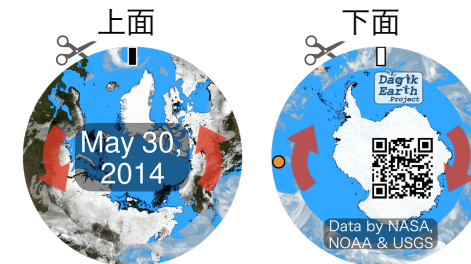 上面
下面
May 30,
2014
Dagik
Earth
Project
Data by NASA,
NOAA & USGS